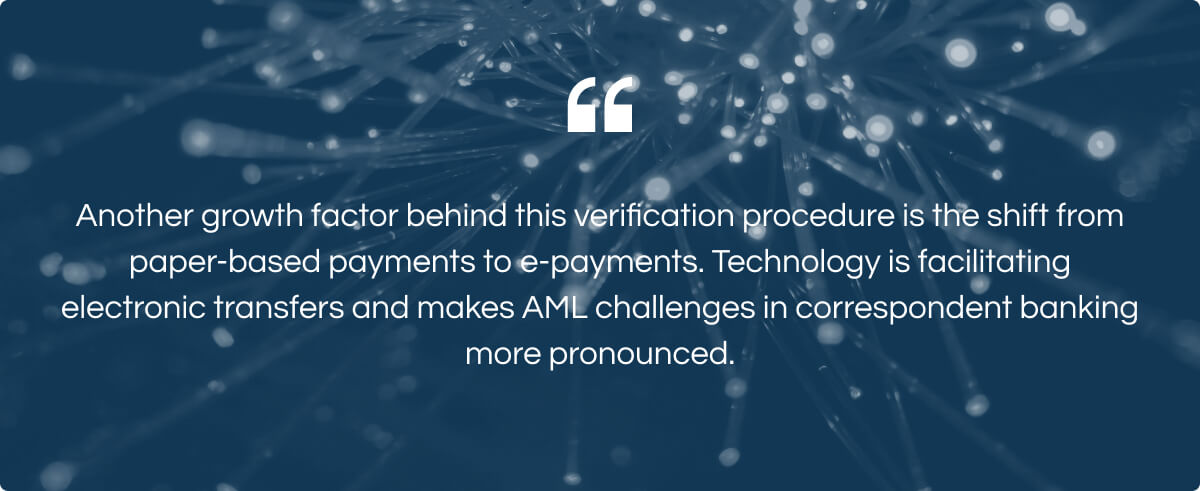 Another growth factor behind this verification procedure is the shift from
paper-based payments to e-payments. Technology is facilitating
electronic transfers and makes AML challenges in correspondent banking
more pronounced.